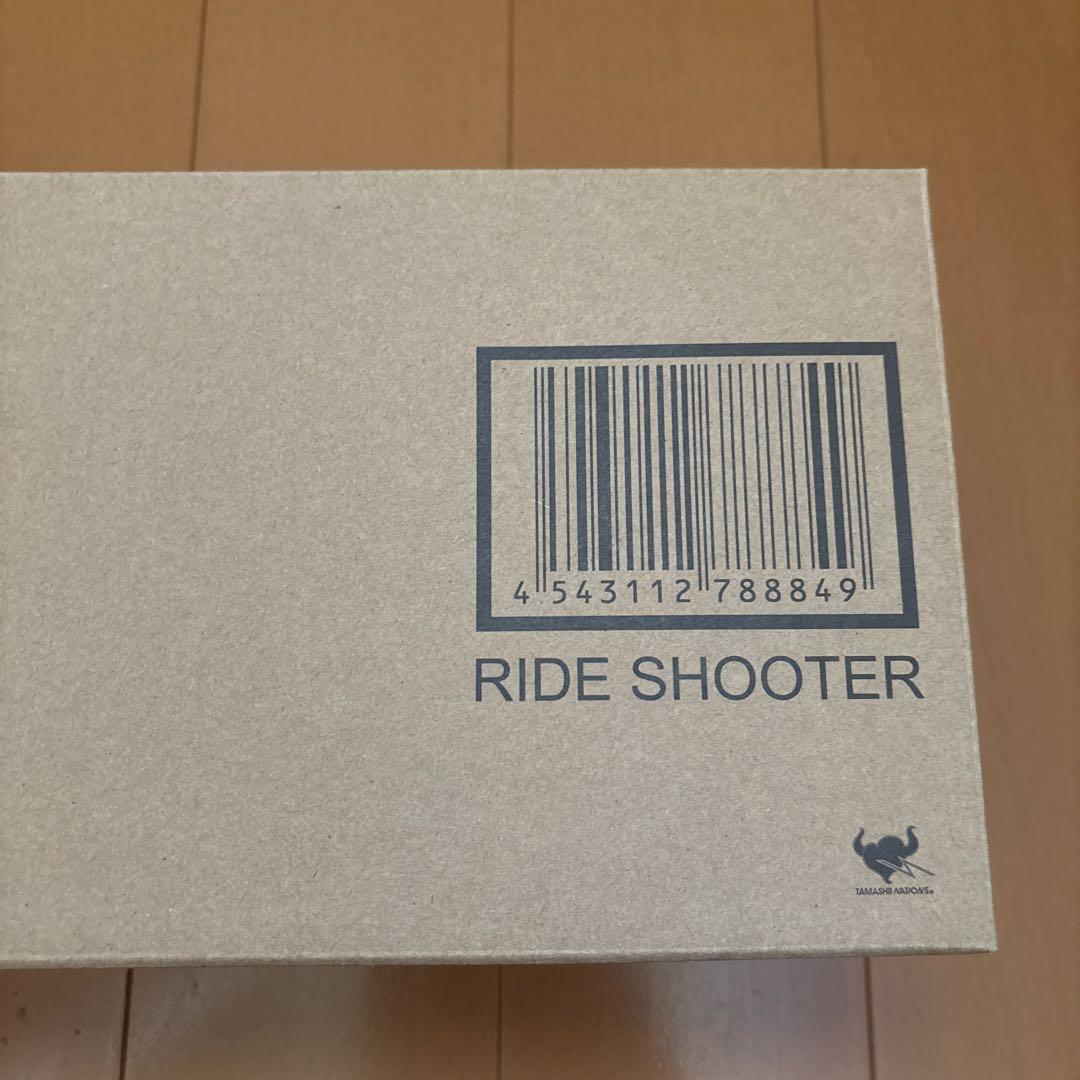 4 543112 788849
RIDE SHOOTER
TAMASHII NATIONS®